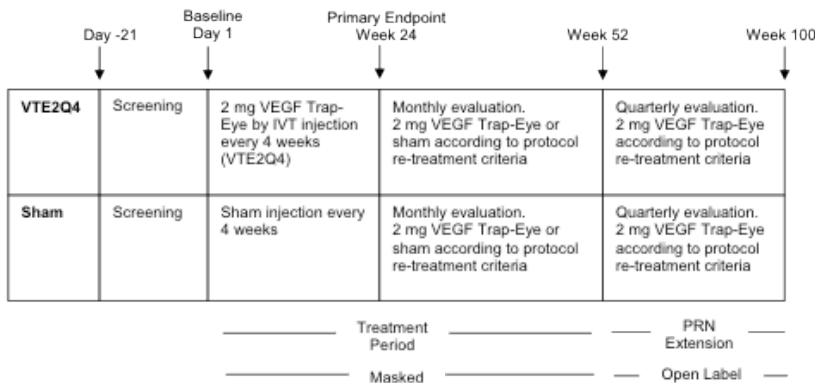 Baseline
Primary Endpoint
Day -21
Day 1
Week 24
Week 52
Week 100
VTE2Q4
Screening
2 mg VEGF Trap-
Eye by IVT injection
every 4 weeks
(VTE2Q4)
Monthly evaluation.
2 mg VEGF Trap-Eye or
sham according to protocol
re-treatment criteria
Quarterly evaluation.
2 mg VEGF Trap-Eye
according to protocol
re-treatment criteria
Sham
Screening
Sham injection every
4 weeks
Monthly evaluation.
2 mg VEGF Trap-Eye or
sham according to protocol
re-treatment criteria
Quarterly evaluation.
2 mg VEGF Trap-Eye
according to protocol
re-treatment criteria
Treatment
Period
PRN
Extension
Masked
Open Label